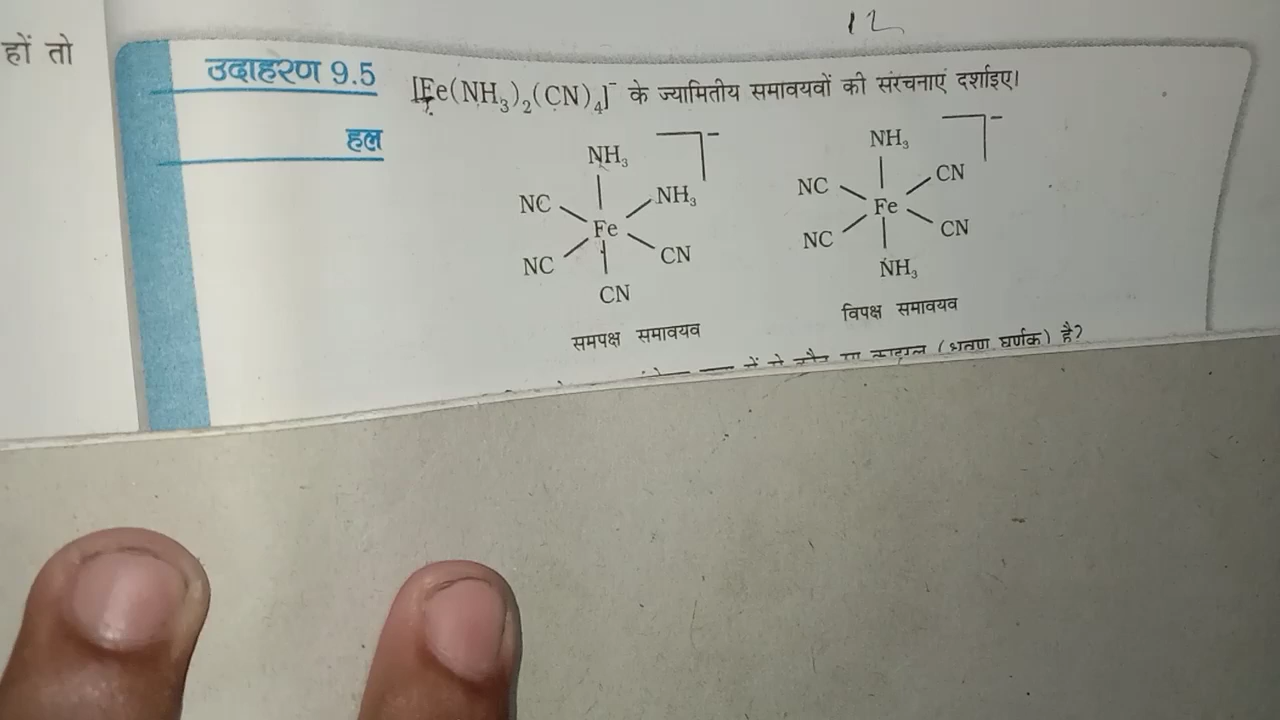 12
हों तो
उदाहरण 9.5 [Fe(NH₃)₂(CN)₄]⁻ के ज्यामितीय समावयवों की संरचनाएं दर्शाइए।
हल
NH₃ ⁻ NH₃ ⁻
NC NH₃ NC CN
Fe Fe
NC CN NC CN
CN NH₃
समपक्ष समावयव विपक्ष समावयव
है?